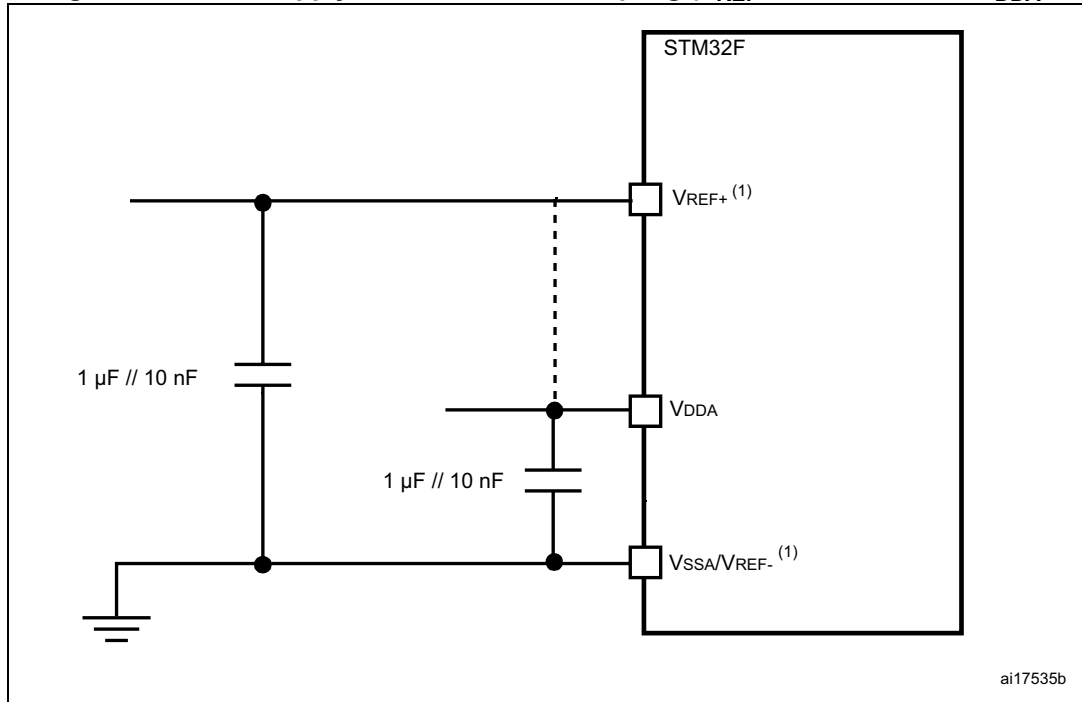 STM32F
VREF+ (1)
1 µF // 10 nF
VDDA
1 µF // 10 nF
VSSA/VREF- (1)
ai17535b